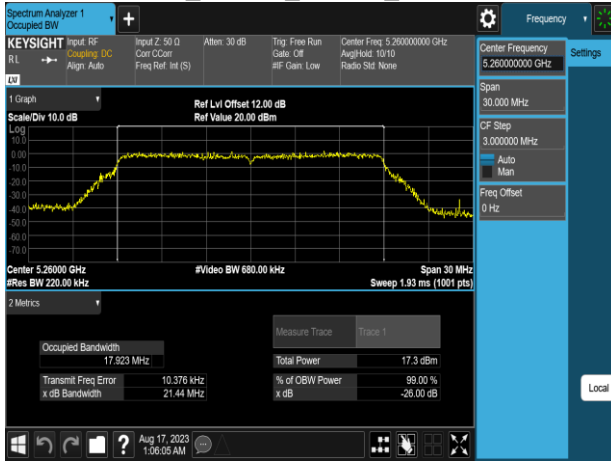 Spectrum Analyzer 1
Occupied BW
+
Frequency
KEYSIGHT
RL
LXI
Input: RF
Coupling: DC
Align: Auto
Input Z: 50 Ω
Corr CCorr
Freq Ref: Int (S)
Atten: 30 dB
Trig: Free Run
Gate: Off
#IF Gain: Low
Center Freq: 5.260000000 GHz
Avg|Hold: 10/10
Radio Std: None
Center Frequency
5.260000000 GHz
Settings
Span
30.000 MHz
CF Step
3.000000 MHz
Auto
Man
Freq Offset
0 Hz
Local
1 Graph
Scale/Div 10.0 dB
Ref Lvl Offset 12.00 dB
Ref Value 20.00 dBm
Log
10.0
0.00
-10.0
-20.0
-30.0
-40.0
-50.0
-60.0
-70.0
Center 5.26000 GHz
#Video BW 680.00 kHz
Span 30 MHz
#Res BW 220.00 kHz
Sweep 1.93 ms (1001 pts)
2 Metrics
Measure Trace
Trace 1
Occupied Bandwidth
17.923 MHz
Total Power
17.3 dBm
Transmit Freq Error
10.376 kHz
% of OBW Power
99.00 %
x dB Bandwidth
21.44 MHz
x dB
-26.00 dB
?
Aug 17, 2023
1:06:05 AM